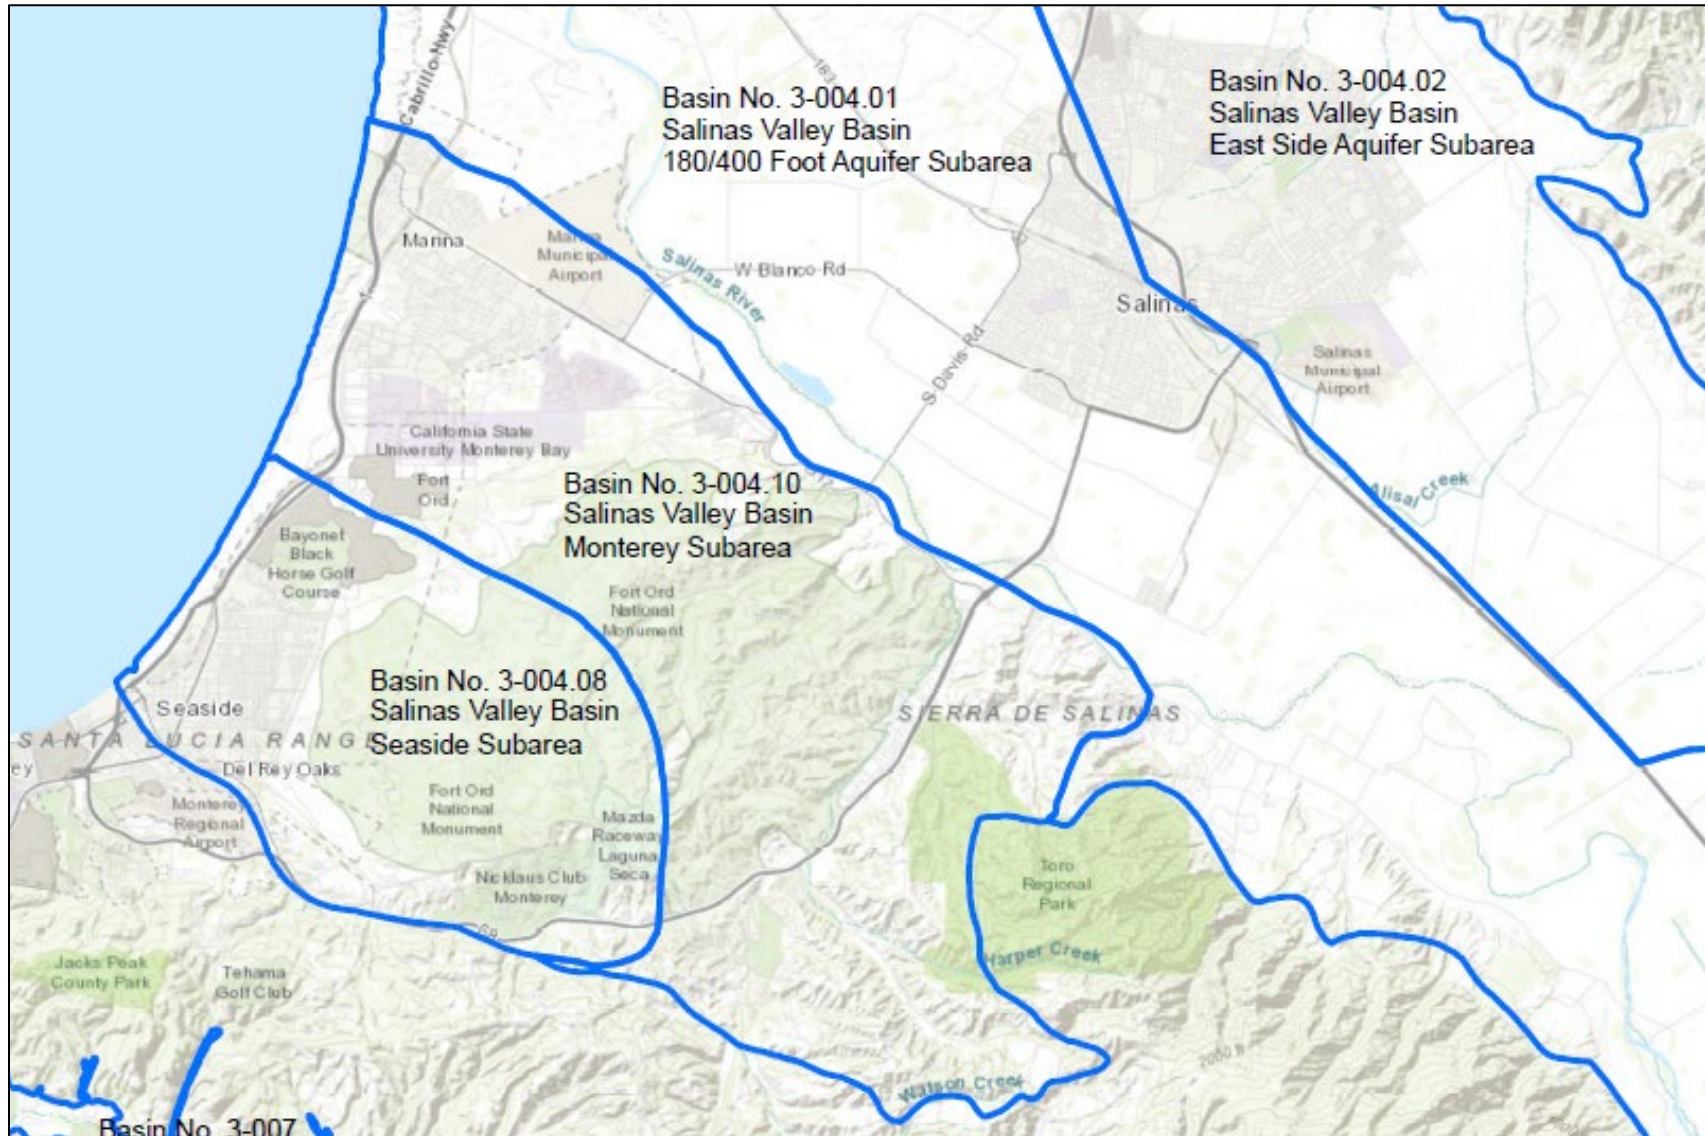 Cabrillo Hwy
183
Basin No. 3-004.01
Salinas Valley Basin
180/400 Foot Aquifer Subarea
Basin No. 3-004.02
Salinas Valley Basin
East Side Aquifer Subarea
Marina
Marina
Municipal
Airport
Salinas River
W Blanco Rd
Salinas
S Davis Rd
Salinas
Municipal
Airport
California State
University Monterey Bay
Fort
Ord
Alisal Creek
Basin No. 3-004.10
Salinas Valley Basin
Monterey Subarea
Bayonet
Black
Horse Golf
Course
Fort Ord
National
Monument
Basin No. 3-004.08
Salinas Valley Basin
Seaside Subarea
Seaside
SIERRA DE SALINAS
SANTA LUCIA RANGE
ey
Del Rey Oaks
Monterey
Regional
Airport
Fort Ord
National
Monument
Mazda
Raceway
Laguna
Seca
Nicklaus Club
Monterey
68
Toro
Regional
Park
Harper Creek
Jacks Peak
County Park
Tehama
Golf Club
Watson Creek
2000 ft
Basin No. 3-007